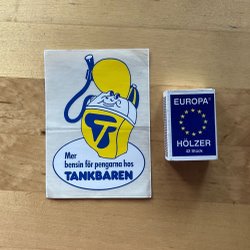 Mer
bensin för pengarna hos
TANKBAREN
EUROPA
HÖLZER